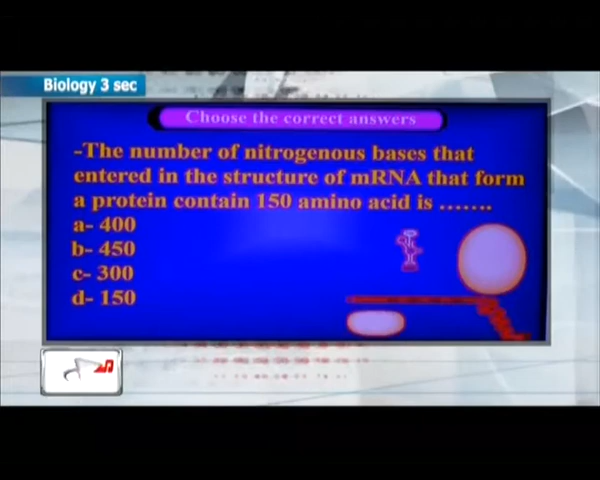 Biology 3 sec
Choose the correct answers
-The number of nitrogenous bases that
entered in the structure of mRNA that form
a protein contain 150 amino acid is .......
a- 400
b- 450
c- 300
d- 150